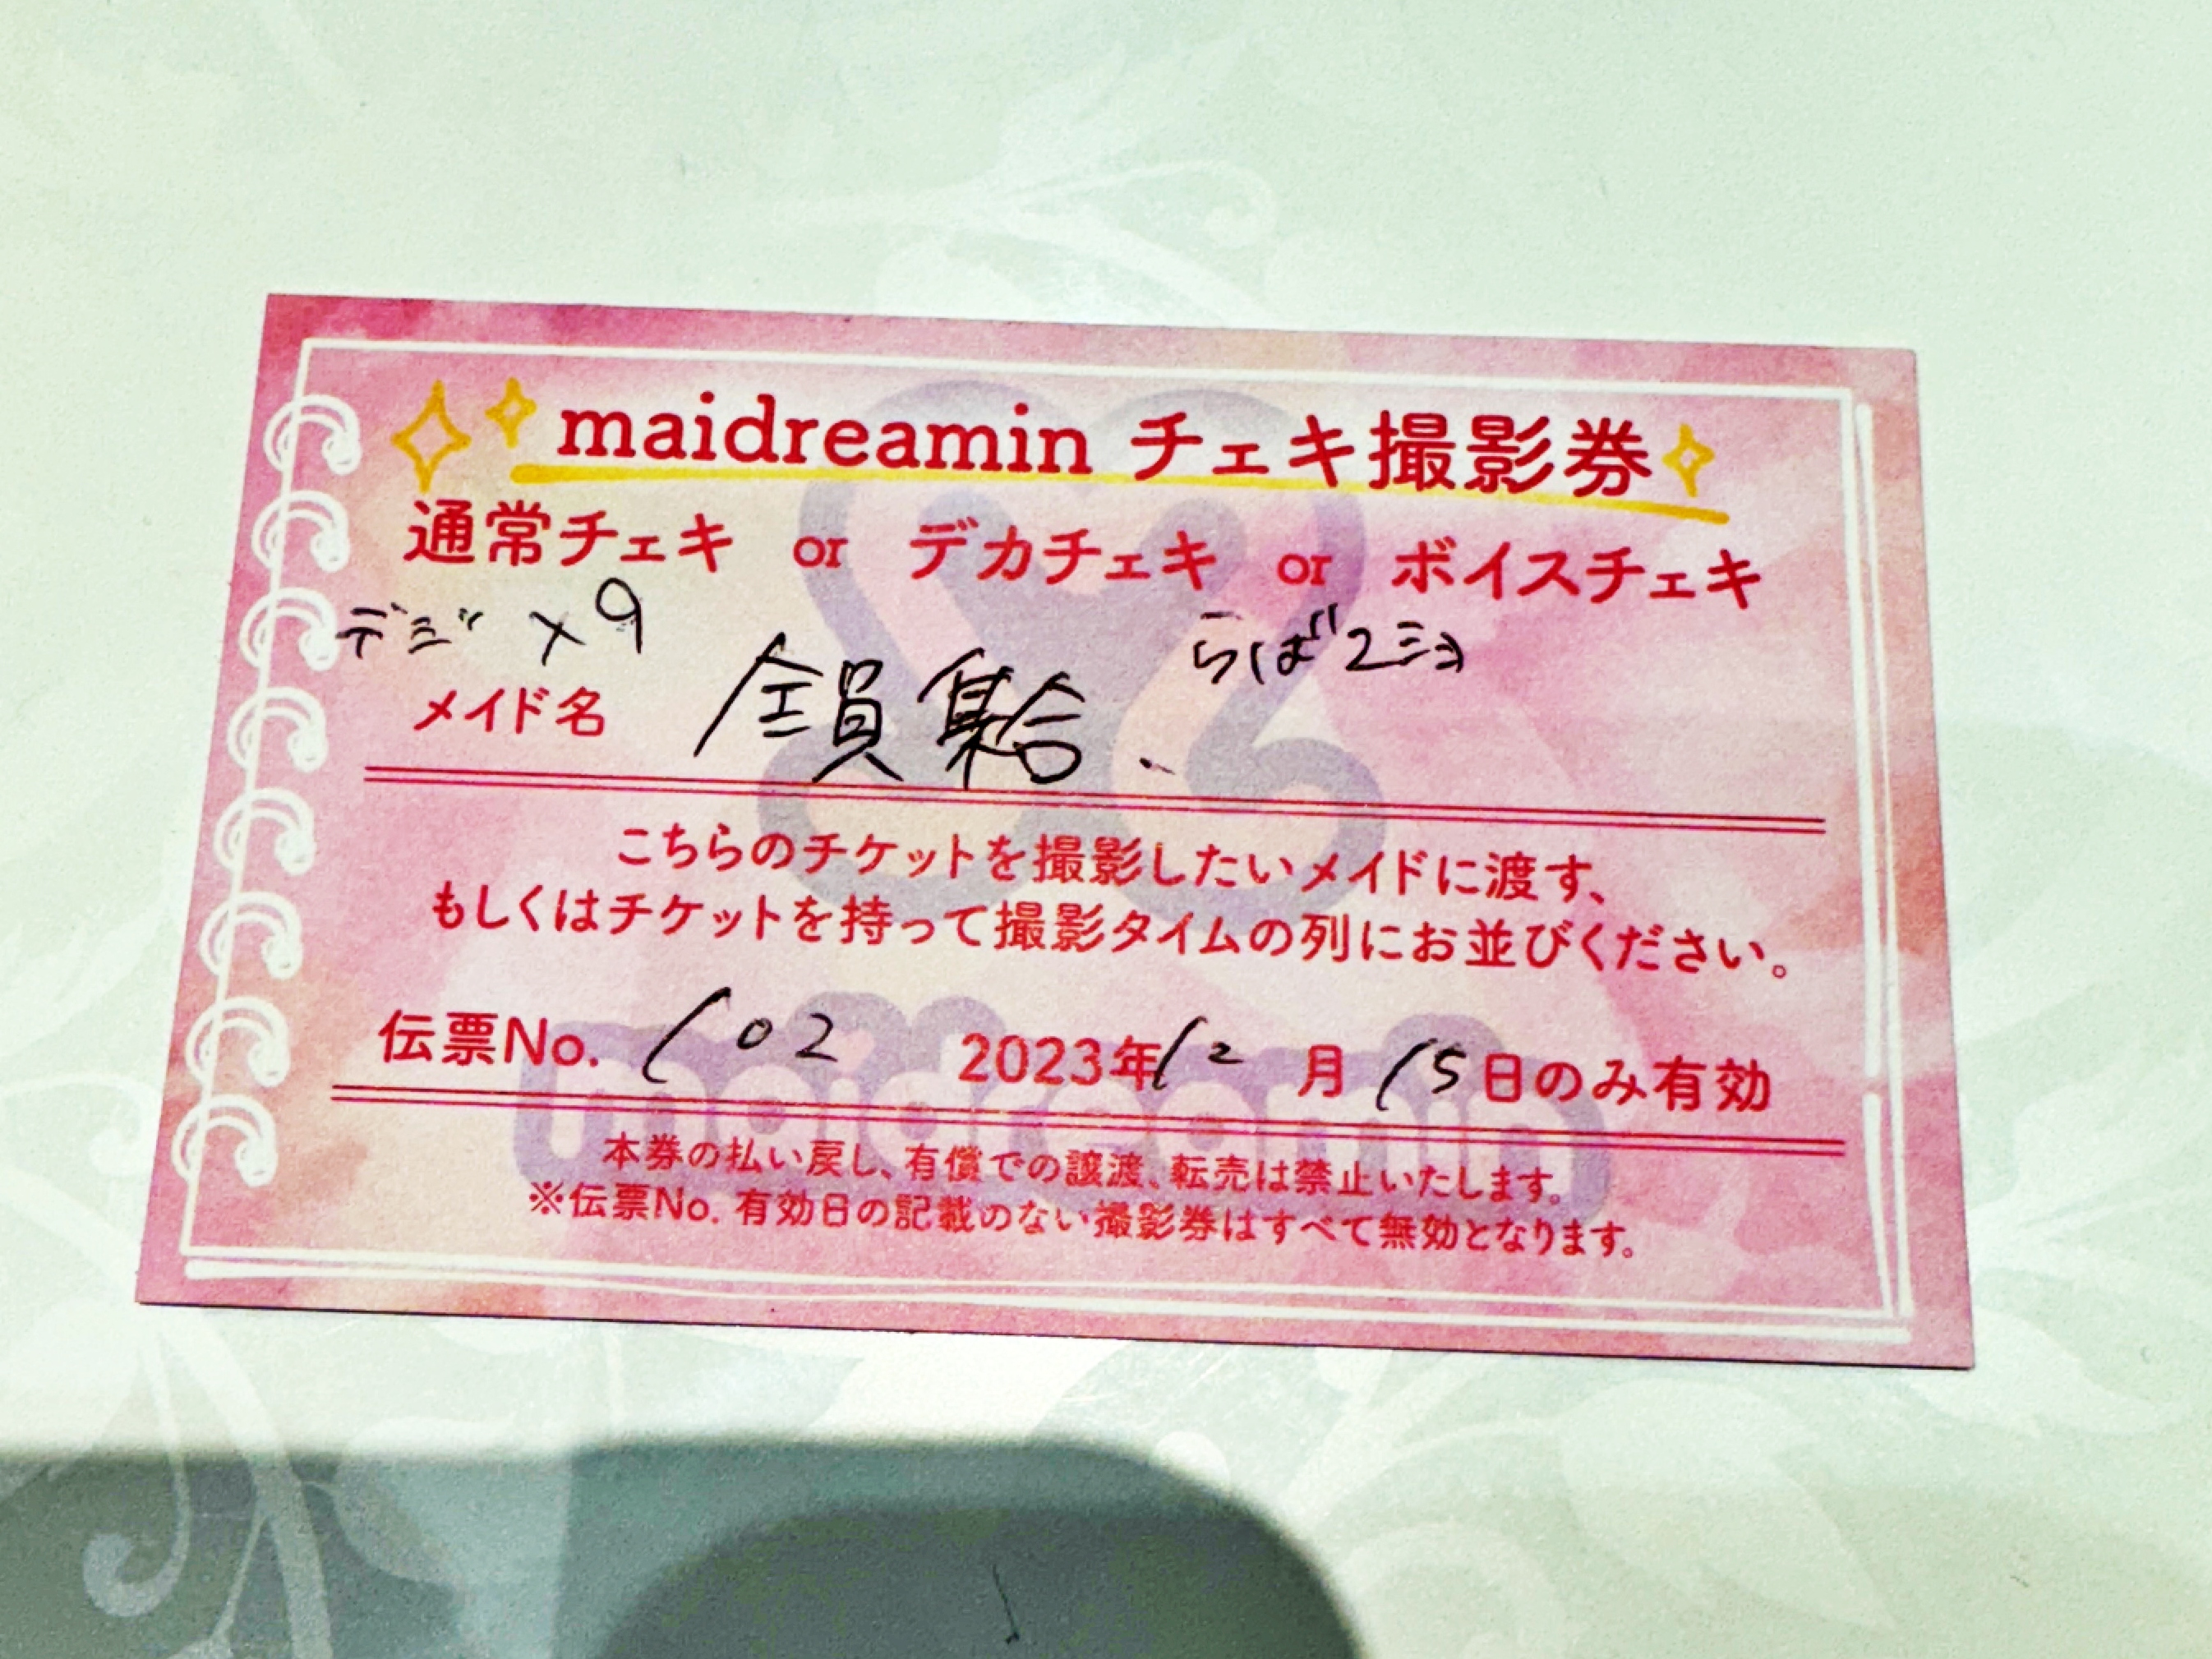 maidreamin チェキ撮影券
通常チェキ or デカチェキ or ボイスチェキ
デジ ×9 らば2ショ
メイド名 全員集合.
こちらのチケットを撮影したいメイドに渡す、
もしくはチケットを持って撮影タイムの列にお並びください。
伝票No. 102 2023年12月15日のみ有効
本券の払い戻し、有償での譲渡、転売は禁止いたします。
※伝票No. 有効日の記載のない撮影券はすべて無効となります。
maidreamin